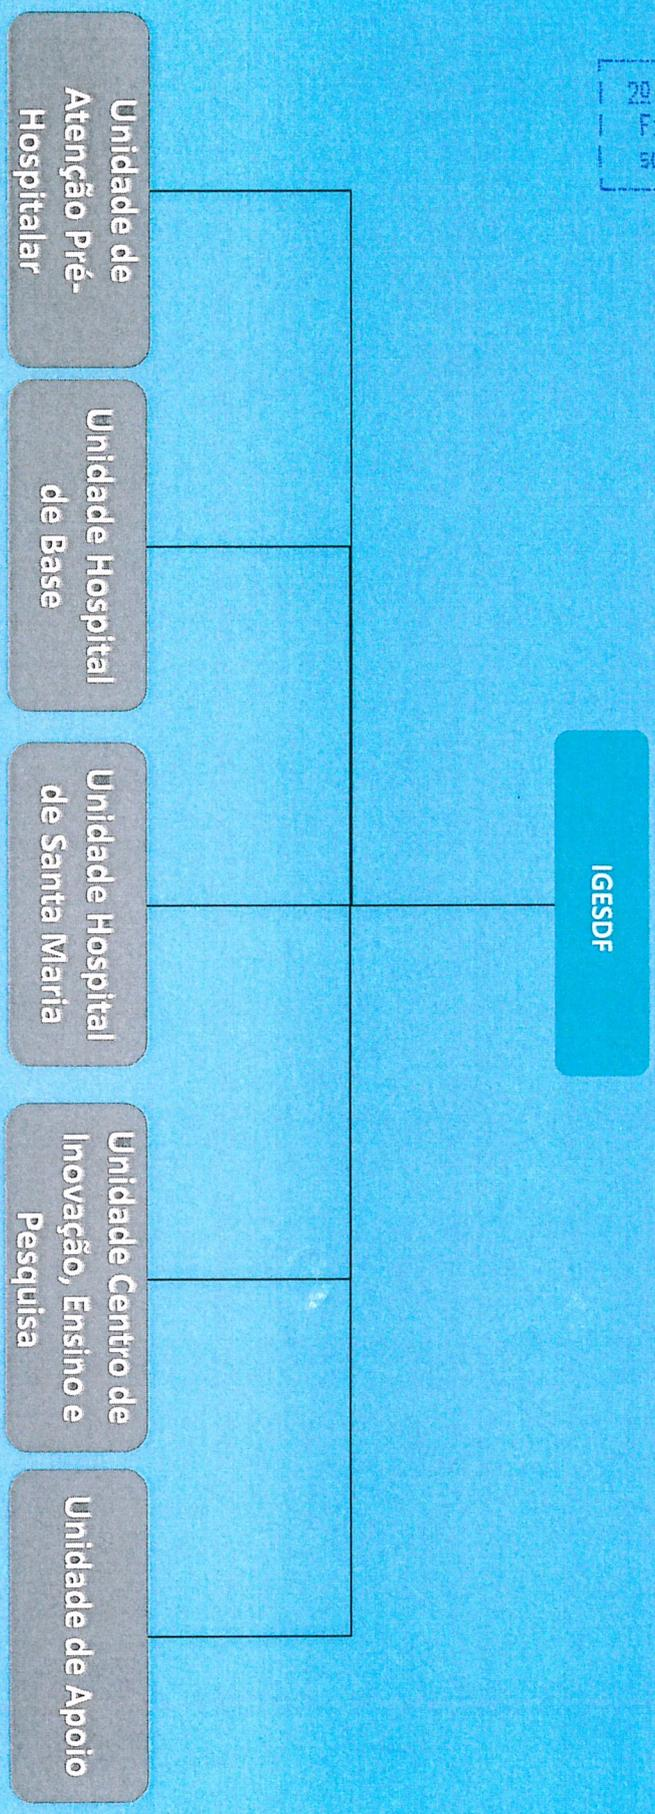 IGESDF
Unidade de
Atenção Pré-
Hospitalar
Unidade Hospital
de Base
Unidade Hospital
de Santa Maria
Unidade Centro de
Inovação, Ensino e
Pesquisa
Unidade de Apoio